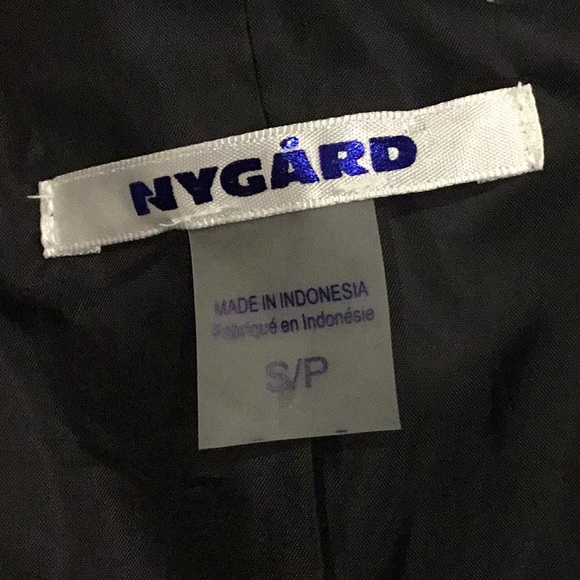 NYGÅRD
MADE IN INDONESIA
Fabriqué en Indonésie
S/P